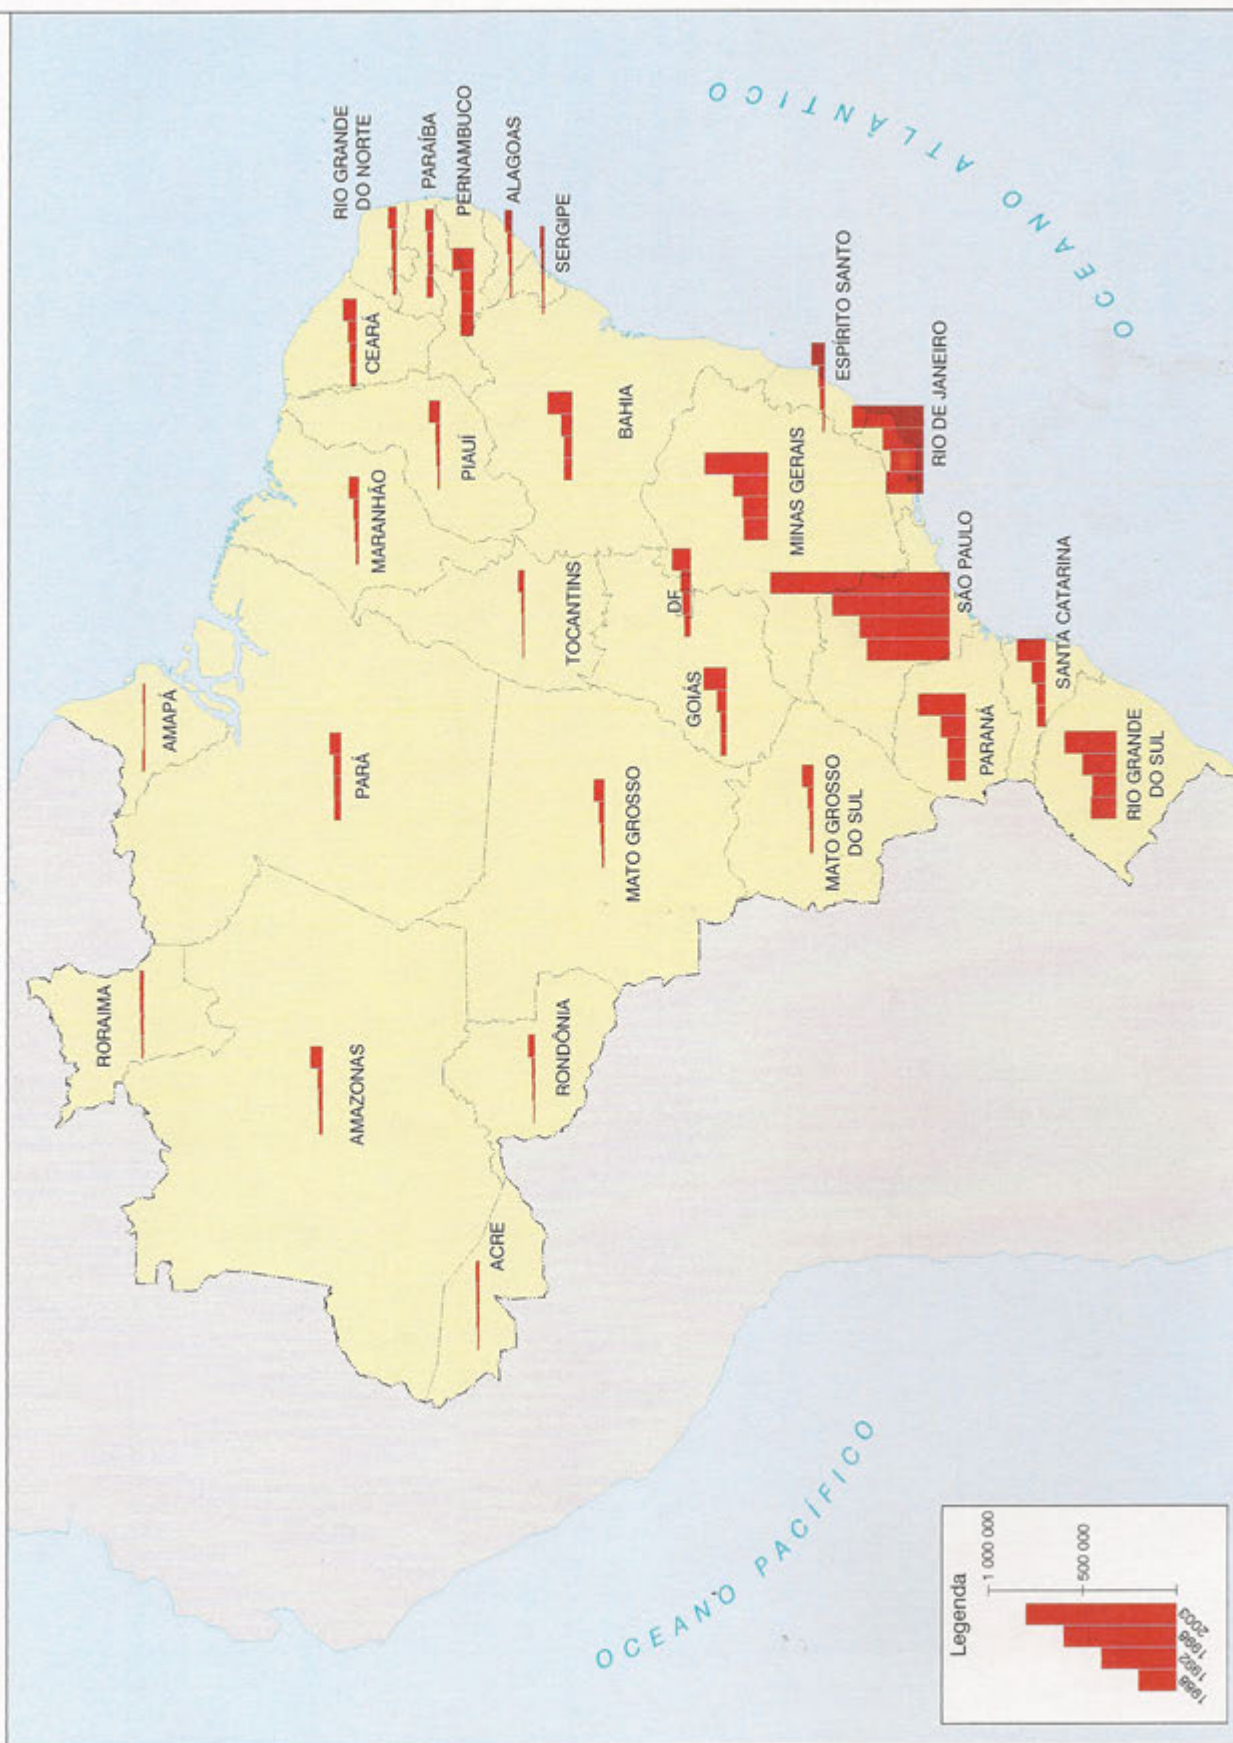 RORAIMA
AMAPÁ
AMAZONAS
PARÁ
MARANHÃO
CEARÁ
RIO GRANDE
DO NORTE
PARAÍBA
PERNAMBUCO
ALAGOAS
SERGIPE
PIAUÍ
ACRE
RONDÔNIA
TOCANTINS
MATO GROSSO
BAHIA
DF
GOIÁS
MINAS GERAIS
ESPÍRITO SANTO
MATO GROSSO
DO SUL
RIO DE JANEIRO
SÃO PAULO
PARANÁ
SANTA CATARINA
RIO GRANDE
DO SUL
OCEANO ATLÂNTICO
OCEANO PACÍFICO
Legenda
1 000 000
500 000
1988
1992
1998
2003